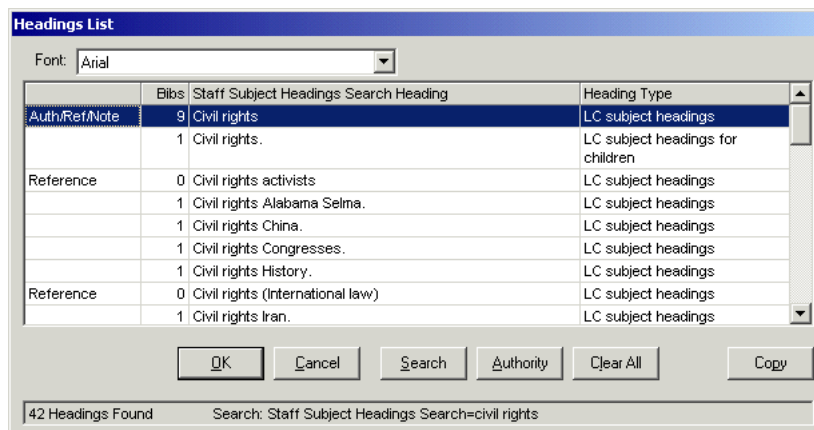 Headings List
Font: Arial
Bibs Staff Subject Headings Search Heading Heading Type
Auth/Ref/Note 9 Civil rights LC subject headings
1 Civil rights. LC subject headings for
children
Reference 0 Civil rights activists LC subject headings
1 Civil rights Alabama Selma. LC subject headings
1 Civil rights China. LC subject headings
1 Civil rights Congresses. LC subject headings
1 Civil rights History. LC subject headings
Reference 0 Civil rights (International law) LC subject headings
1 Civil rights Iran. LC subject headings
OK Cancel Search Authority Clear All Copy
42 Headings Found Search: Staff Subject Headings Search=civil rights